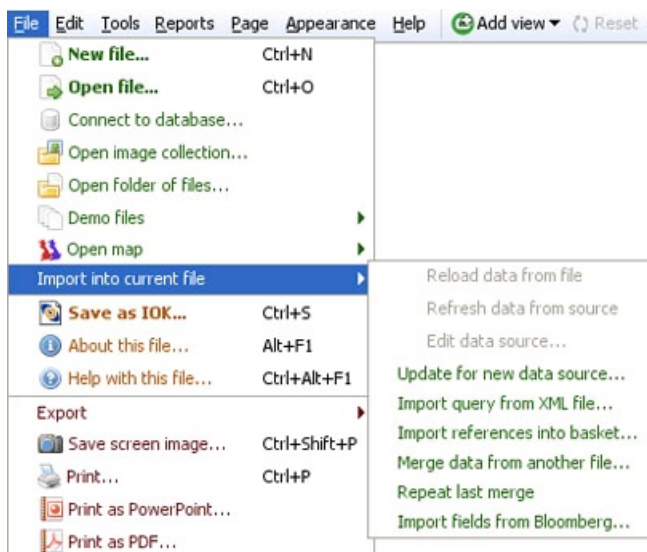 File Edit Tools Reports Page Appearance Help Add view Reset
New file... Ctrl+N
Open file... Ctrl+O
Connect to database...
Open image collection...
Open folder of files...
Demo files
Open map
Import into current file
Save as IOK... Ctrl+S
About this file... Alt+F1
Help with this file... Ctrl+Alt+F1
Export
Save screen image... Ctrl+Shift+P
Print... Ctrl+P
Print as PowerPoint...
Print as PDF...
Reload data from file
Refresh data from source
Edit data source...
Update for new data source...
Import query from XML file...
Import references into basket...
Merge data from another file...
Repeat last merge
Import fields from Bloomberg...